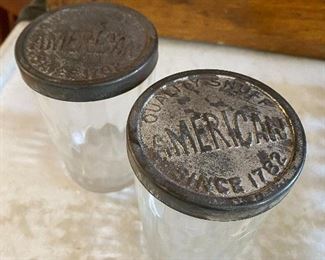 AMERICAN
QUALITY SNUFF
AMERICAN
SINCE 1782